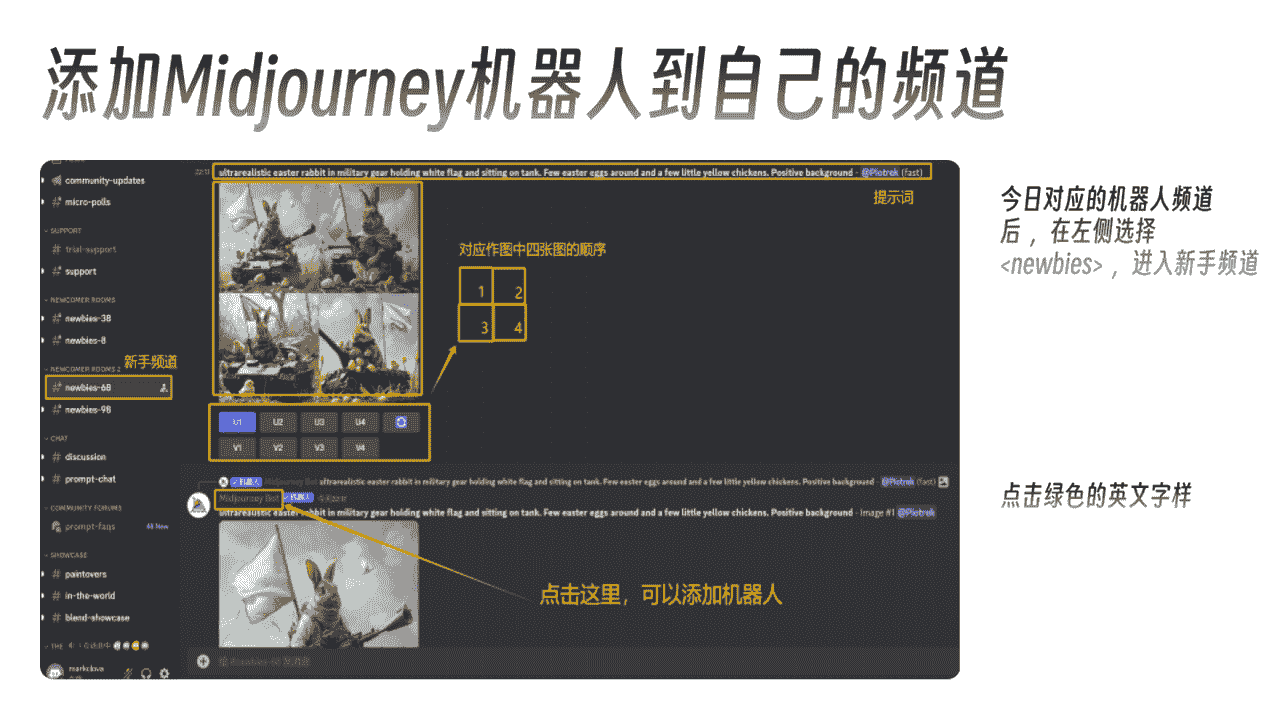 添加Midjourney机器人到自己的频道
community-updates
micro-polls
SUPPORT
trial-support
support
NEWCOMER ROOMS
newbies-38
newbies-8
新手频道
NEWCOMER ROOMS 2
newbies-68
newbies-98
CHAT
discussion
prompt-chat
COMMUNITY FORUMS
prompt-faqs
48 New
SHOWCASE
paintovers
in-the-world
blend-showcase
THE
markdove
22:11 ultrarealistic easter rabbit in military gear holding white flag and sitting on tank. Few easter eggs around and a few little yellow chickens. Positive background - @Piotrek (fast)
提示词
对应作图中四张图的顺序
1 2
3 4
U1 U2 U3 U4
V1 V2 V3 V4
机器人 Midjourney Bot ultrarealistic easter rabbit in military gear holding white flag and sitting on tank. Few easter eggs around and a few little yellow chickens. Positive background - @Piotrek (fast)
Midjourney Bot 机器人
ultrarealistic easter rabbit in military gear holding white flag and sitting on tank. Few easter eggs around and a few little yellow chickens. Positive background - Image #1 @Piotrek
点击这里，可以添加机器人
今日对应的机器人频道
后，在左侧选择
<newbies>，进入新手频道
点击绿色的英文字样